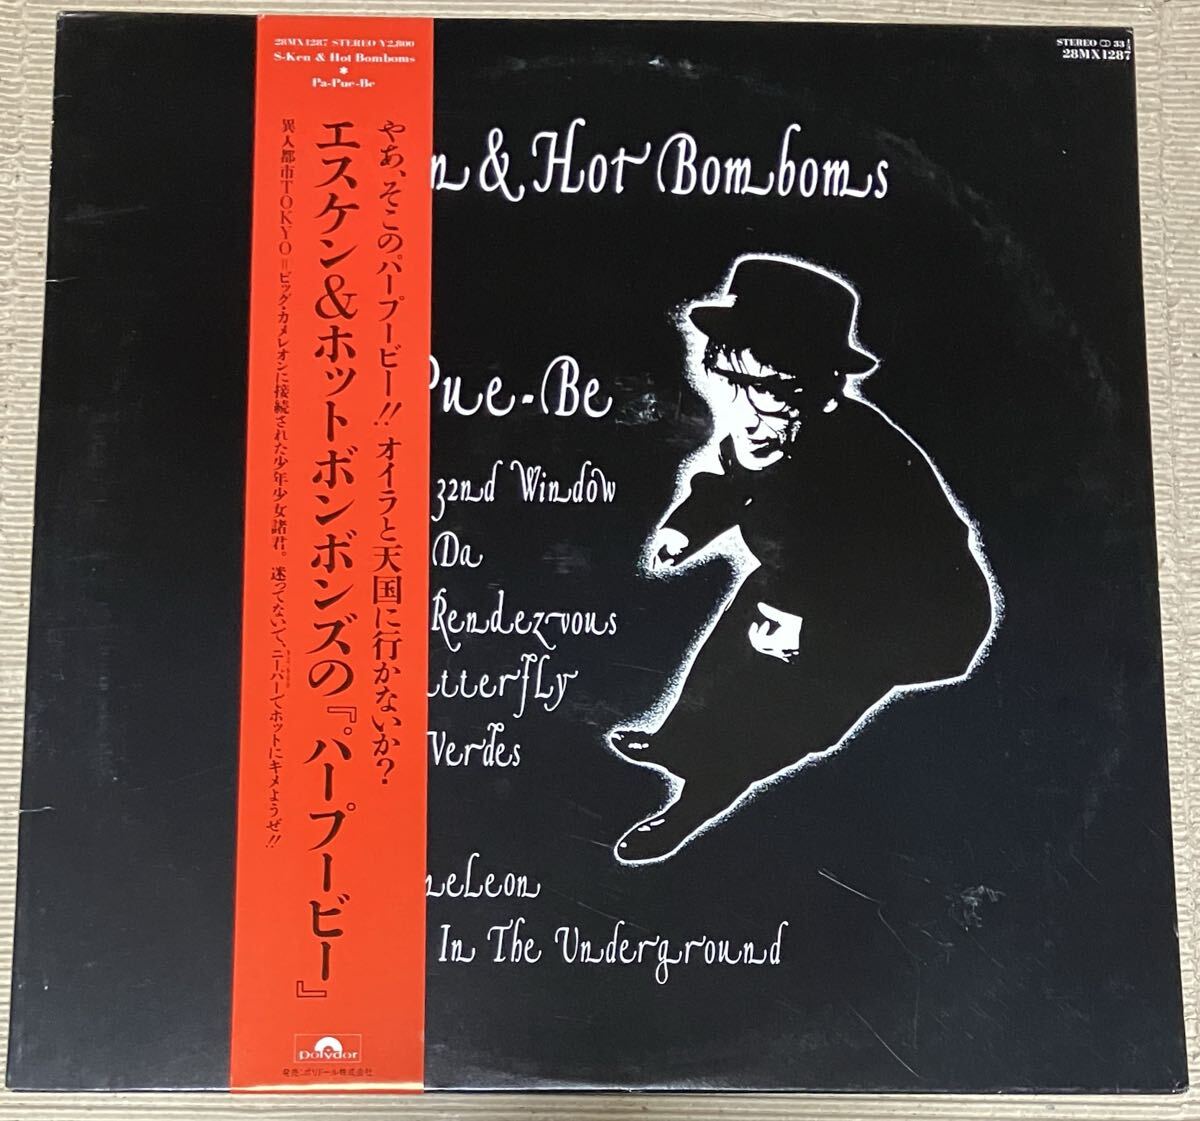 28MX1287 STEREO ¥2,800
S-Ken & Hot Bomboms
*
Pa-Pue-Be
やあ、そこのパープービー!! オイラと天国に行かないか?
エスケン&ホットボンボンズの『パープービー』
異人都市TOKYO=ビッグ・カメレオンに接続された少年少女諸君。迷ってないで、ニーバーでホットにキメようぜ!!
polydor
発売:ポリドール株式会社
STEREO 33 1/3
28MX1287
n & Hot Bomboms
Pue-Be
32nd Window
Da
Rendezvous
utterfly
Verdes
meleon
In The Underground